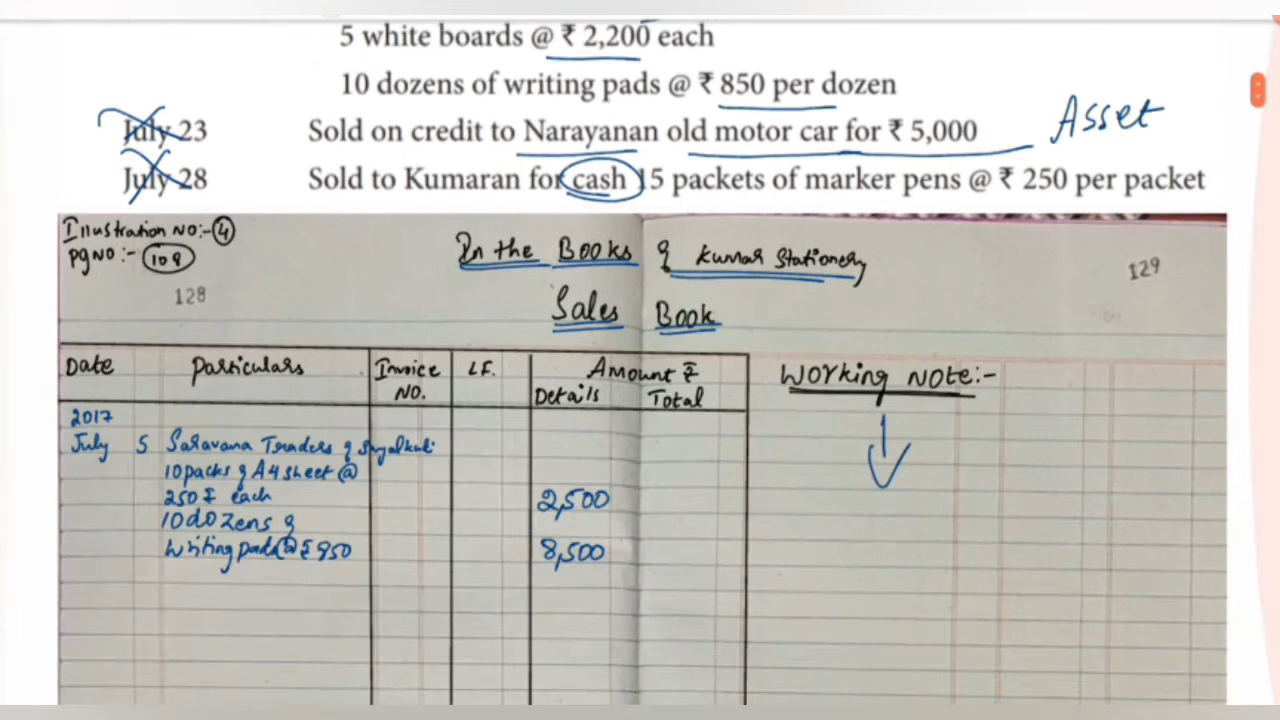 5 white boards @ ₹ 2,200 each
10 dozens of writing pads @ ₹ 850 per dozen
July 23 Sold on credit to Narayanan old motor car for ₹ 5,000 Asset
July 28 Sold to Kumaran for cash 15 packets of marker pens @ ₹ 250 per packet
Illustration NO:- 4
Pg NO:- 109
In the Books of Kumar Stationery
128
129
Sales Book
Date Particulars Invoice NO. L.F. Amount ₹
Details Total
Working Note:-
2017
July 5 Saravana Traders
10 packs of A4 sheet @
250 ₹ each 2,500
10 dozens of
Writing pads @ ₹ 850 8,500